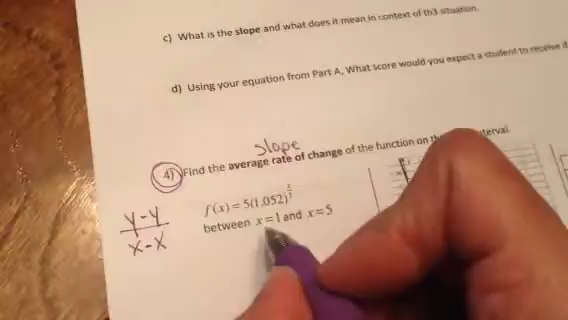 c) What is the slope and what does it mean in context of th3 situation.
d) Using your equation from Part A, What score would you expect a student to receive
slope
4) Find the average rate of change of the function on interval
f(x) = 5(1.052)
between x=1 and x=5
y-y
x-x